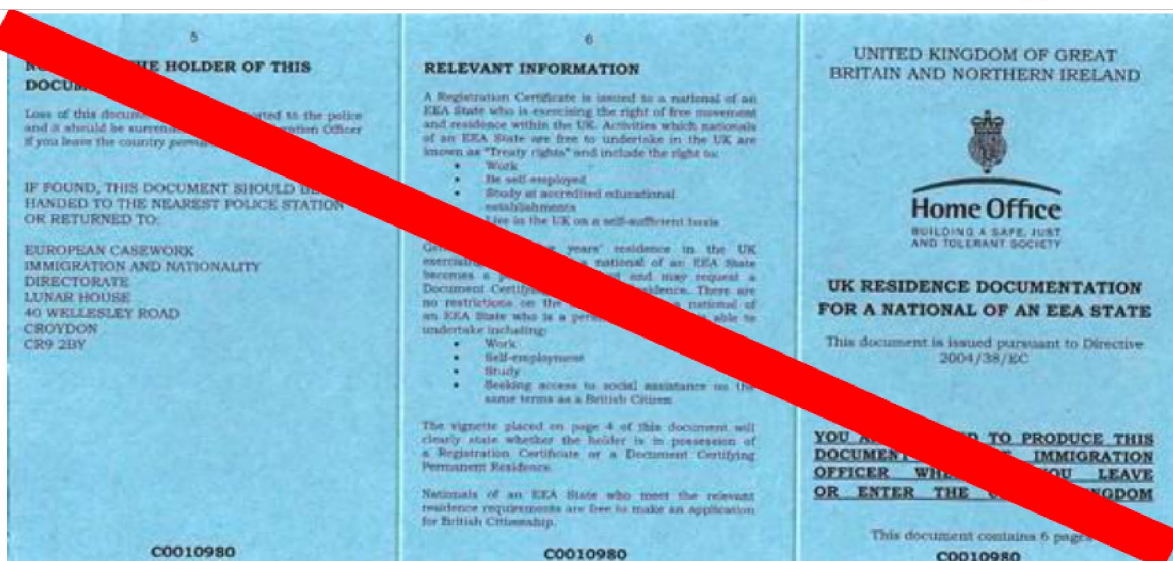 5
HE HOLDER OF THIS
DOCU
Loss of this docum orted to the police
and it should be surren ration Officer
if you leave the country
IF FOUND, THIS DOCUMENT SHOULD BE
HANDED TO THE NEAREST POLICE STATION
OR RETURNED TO:
EUROPEAN CASEWORK
IMMIGRATION AND NATIONALITY
DIRECTORATE
LUNAR HOUSE
40 WELLESLEY ROAD
CROYDON
CR9 2BY
C0010980
6
RELEVANT INFORMATION
A Registration Certificate is issued to a national of an
EEA State who is exercising the right of free movement
and residence within the UK. Activities which nationals
of an EEA State are free to undertake in the UK are
known as "Treaty rights" and include the right to:
• Work
• Be self employed
• Study at accredited educational
establishments
Live in the UK on a self-sufficient basis
years' residence in the UK
a national of an EEA State
becomes a and may request a
Document sidence. There are
no restrictions on the national of
an EEA State who is a able to
undertake including:
• Work
• Self-employment
• Study
• Seeking access to social assistance on the
same terms as a British Citizen
The vignette placed on page 4 of this document will
clearly state whether the holder is in possession of
a Registration Certificate or a Document Certifying
Permanent Residence.
Nationals of an EEA State who meet the relevant
residence requirements are free to make an application
for British Citizenship.
C0010980
UNITED KINGDOM OF GREAT
BRITAIN AND NORTHERN IRELAND
Home Office
BUILDING A SAFE, JUST
AND TOLERANT SOCIETY
UK RESIDENCE DOCUMENTATION
FOR A NATIONAL OF AN EEA STATE
This document is issued pursuant to Directive
2004/38/EC
YOU D TO PRODUCE THIS
DOCUMENT IMMIGRATION
OFFICER WHE YOU LEAVE
OR ENTER THE U NGDOM
This document contains 6 pages
C0010980